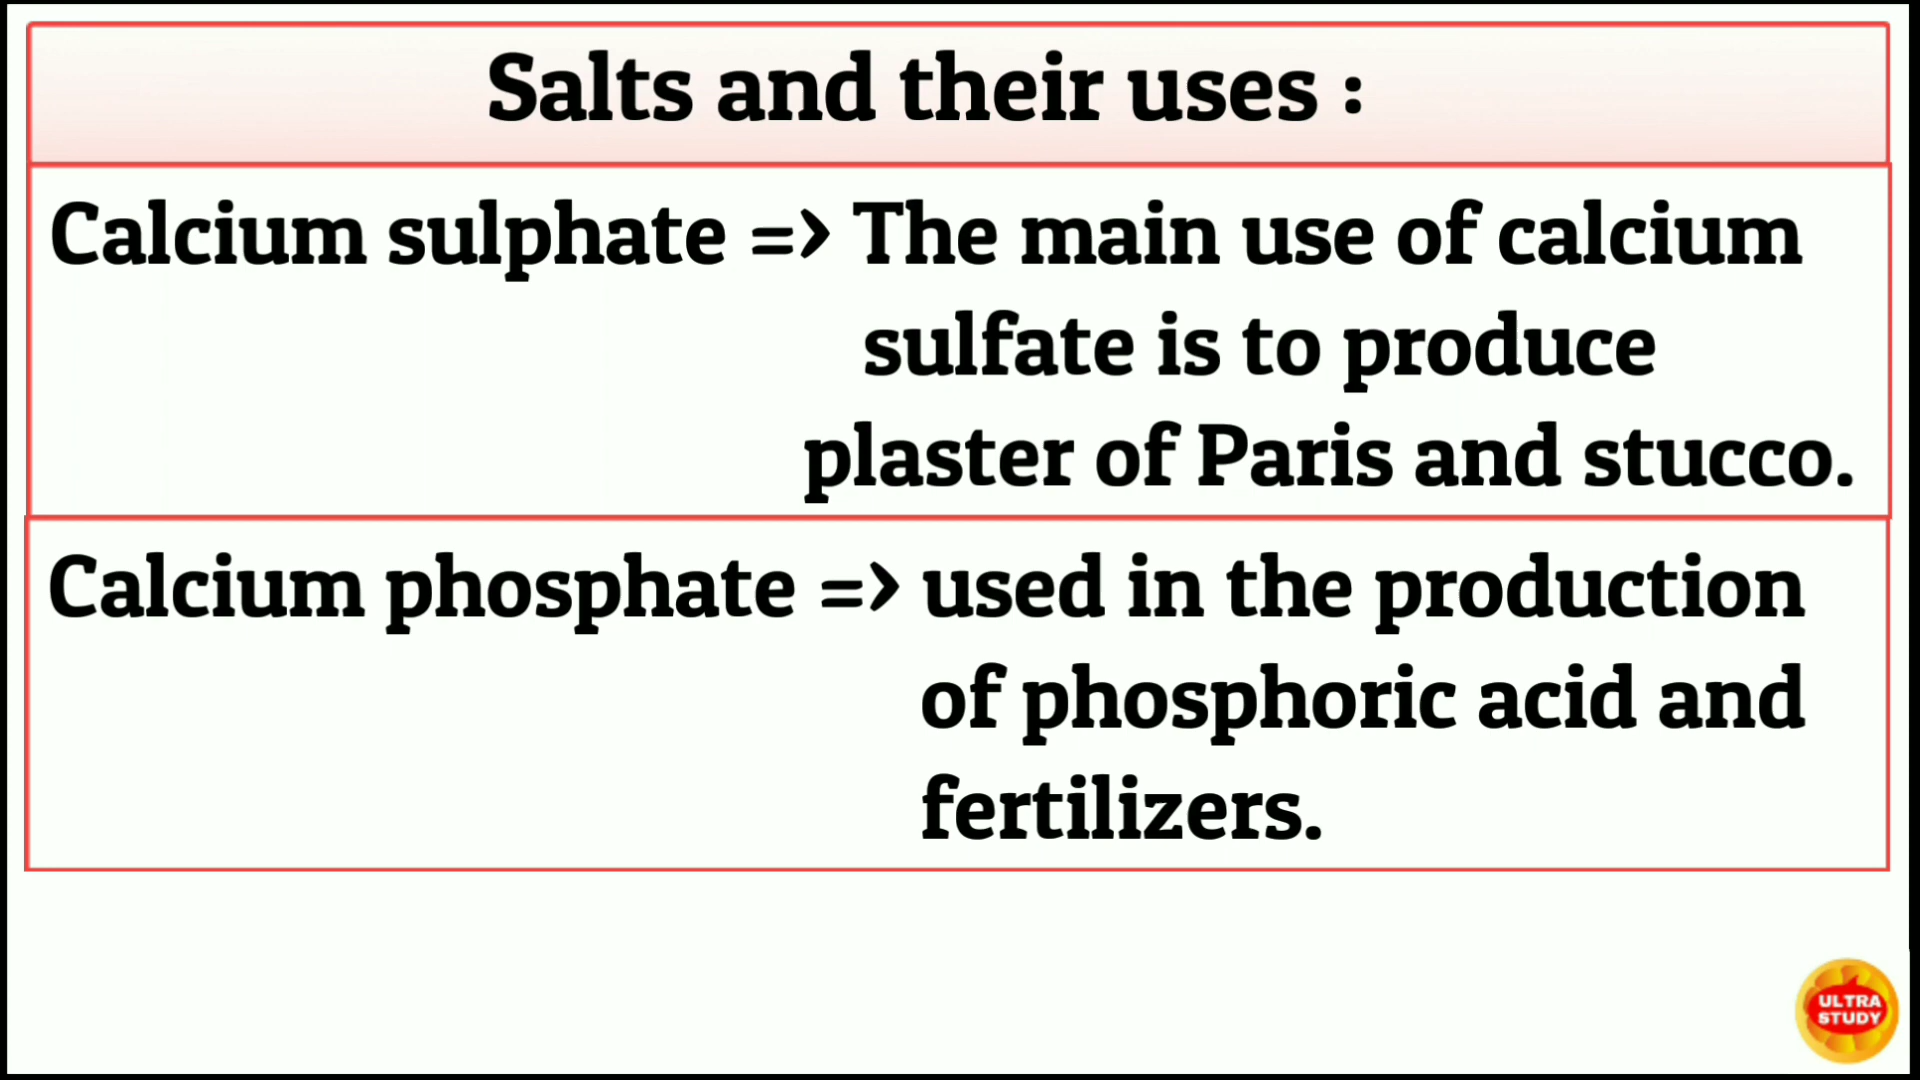 Salts and their uses :
Calcium sulphate => The main use of calcium
sulfate is to produce
plaster of Paris and stucco.
Calcium phosphate => used in the production
of phosphoric acid and
fertilizers.
ULTRA
STUDY